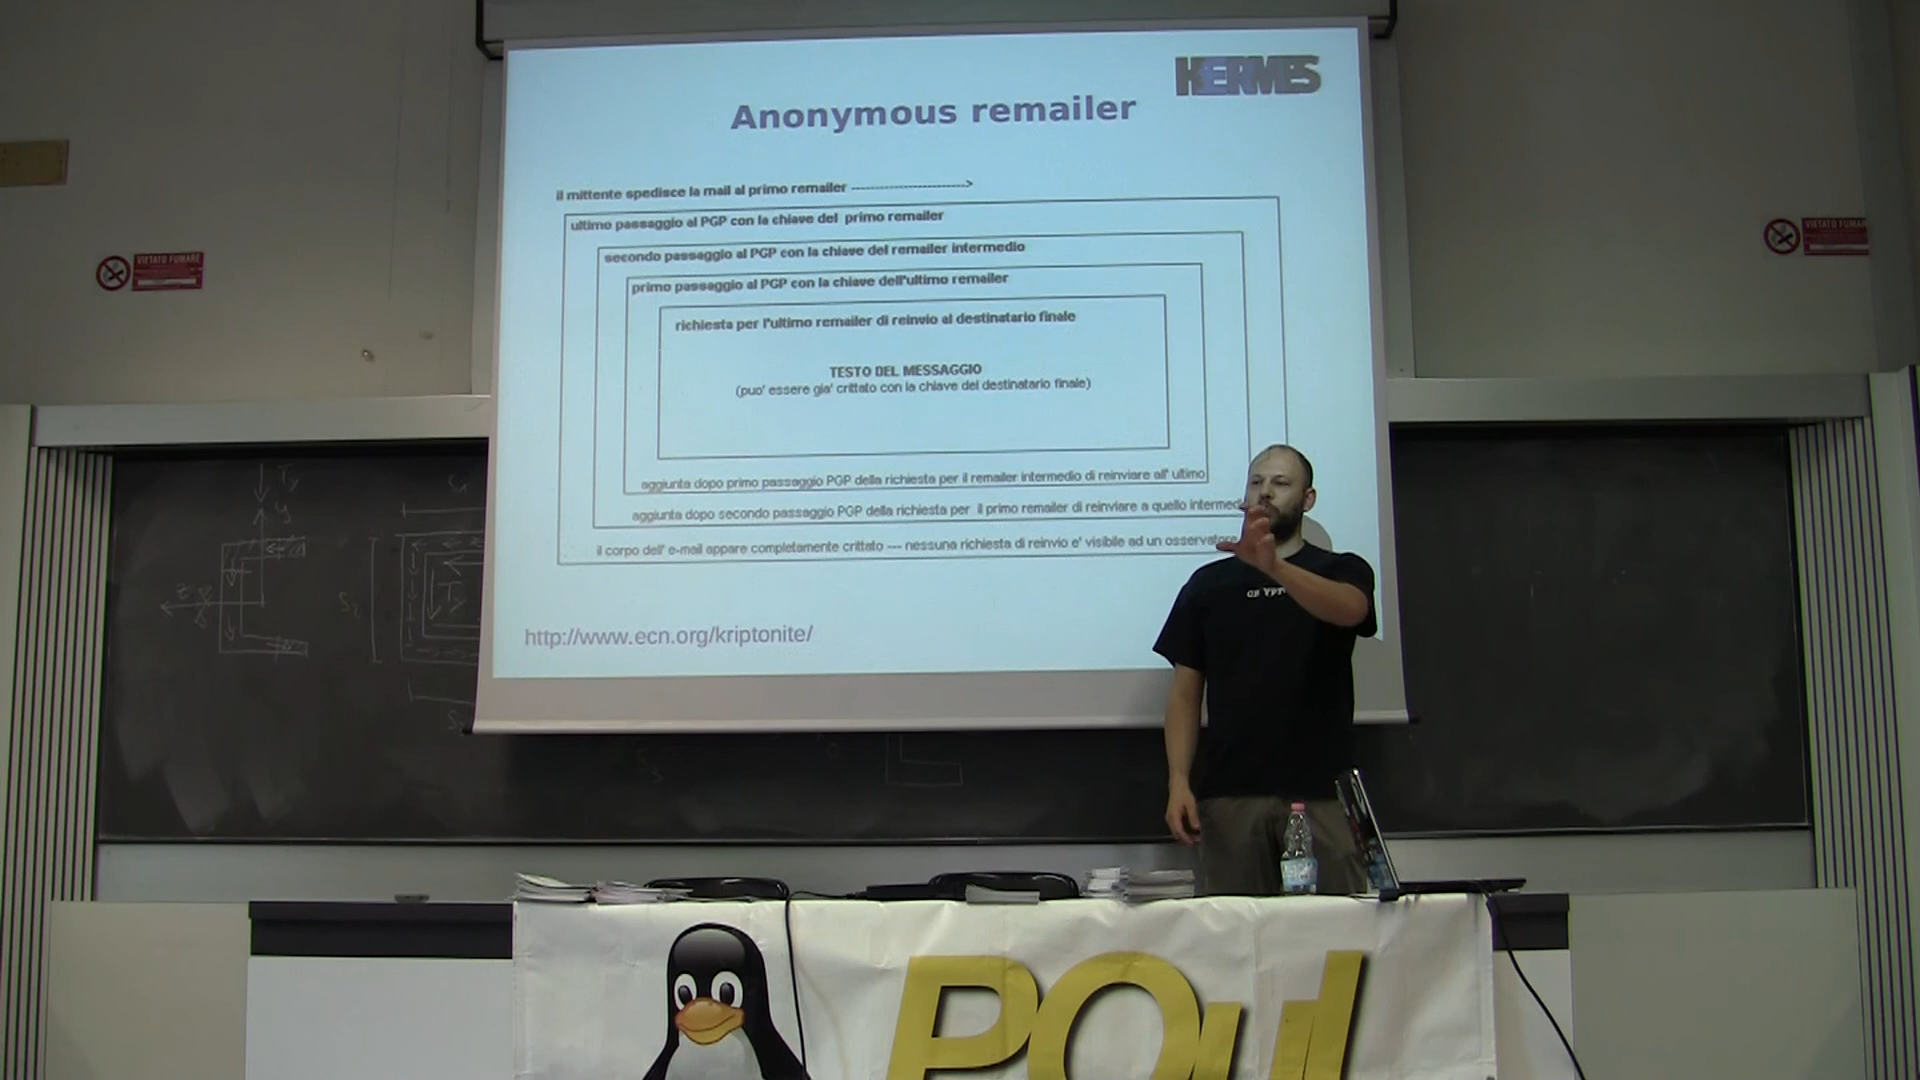 HERMES
Anonymous remailer
il mittente spedisce la mail al primo remailer ------------------------>
ultimo passaggio al PGP con la chiave del primo remailer
secondo passaggio al PGP con la chiave del remailer intermedio
primo passaggio al PGP con la chiave dell'ultimo remailer
richiesta per l'ultimo remailer di reinvio al destinatario finale
TESTO DEL MESSAGGIO
(puo' essere gia' crittato con la chiave del destinatario finale)
aggiunta dopo primo passaggio PGP della richiesta per il remailer intermedio di reinviare all' ultimo
aggiunta dopo secondo passaggio PGP della richiesta per il primo remailer di reinviare a quello intermed
il corpo dell' e-mail appare completamente crittato --- nessuna richiesta di reinvio e' visibile ad un osservatore
http://www.ecn.org/kriptonite/
VIETATO FUMARE
VIETATO FUMARE
POul